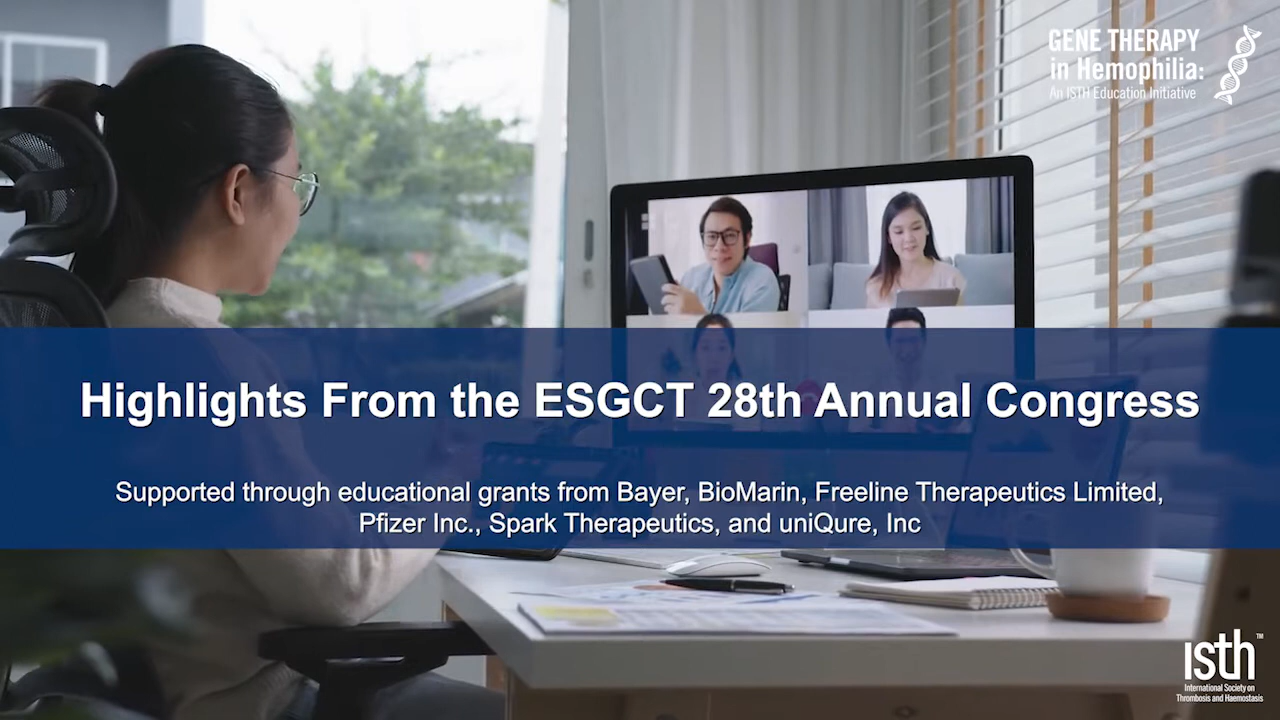 GENE THERAPY
in Hemophilia:
An ISTH Education Initiative
Highlights From the ESGCT 28th Annual Congress
Supported through educational grants from Bayer, BioMarin, Freeline Therapeutics Limited,
Pfizer Inc., Spark Therapeutics, and uniQure, Inc
isth™
International Society on
Thrombosis and Haemostasis